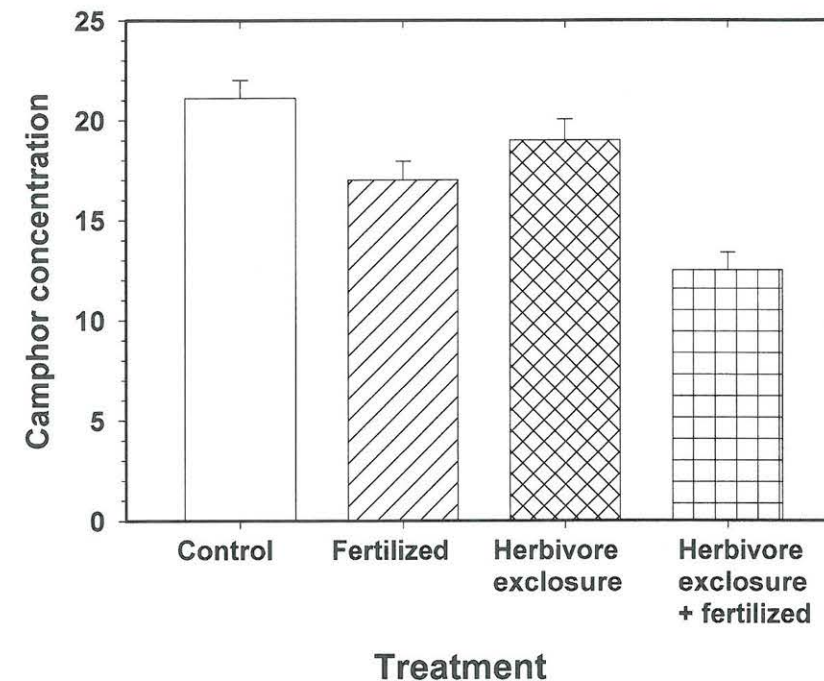 25
20
15
10
5
0
Camphor concentration
Control
Fertilized
Herbivore
exclosure
Herbivore
exclosure
+ fertilized
Treatment